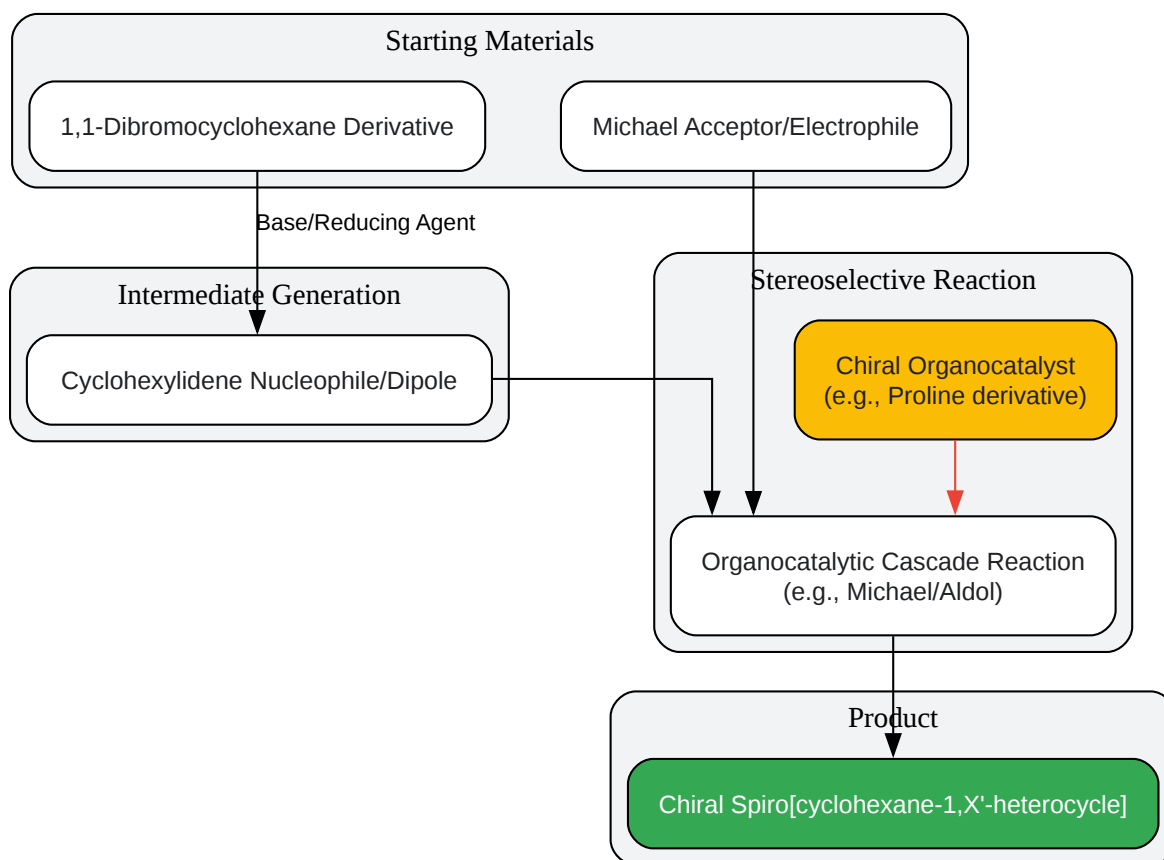 Starting Materials
1,1-Dibromocyclohexane Derivative
Michael Acceptor/Electrophile
Base/Reducing Agent
Intermediate Generation
Cyclohexylidene Nucleophile/Dipole
Stereoselective Reaction
Chiral Organocatalyst
(e.g., Proline derivative)
Organocatalytic Cascade Reaction
(e.g., Michael/Aldol)
Product
Chiral Spiro[cyclohexane-1,X'-heterocycle]